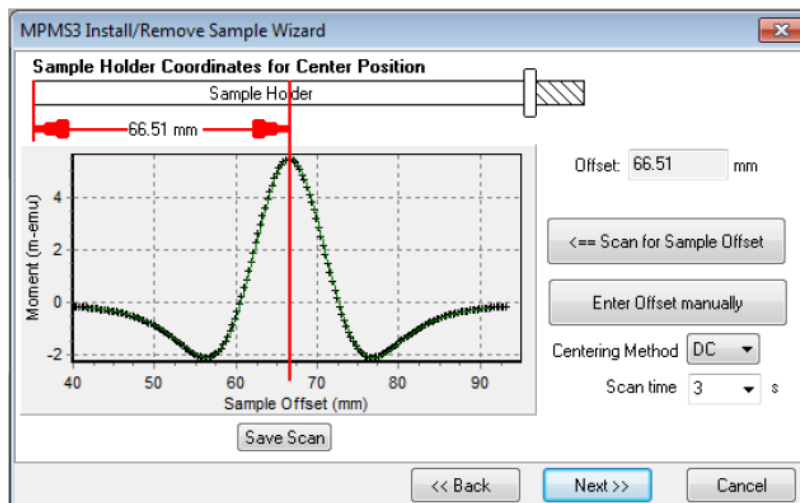 MPMS3 Install/Remove Sample Wizard
Sample Holder Coordinates for Center Position
Sample Holder
66.51 mm
Offset: 66.51 mm
<== Scan for Sample Offset
Enter Offset manually
Centering Method DC
Scan time 3 s
Moment (m-emu)
4
2
0
-2
40 50 60 70 80 90
Sample Offset (mm)
Save Scan
<< Back Next >> Cancel